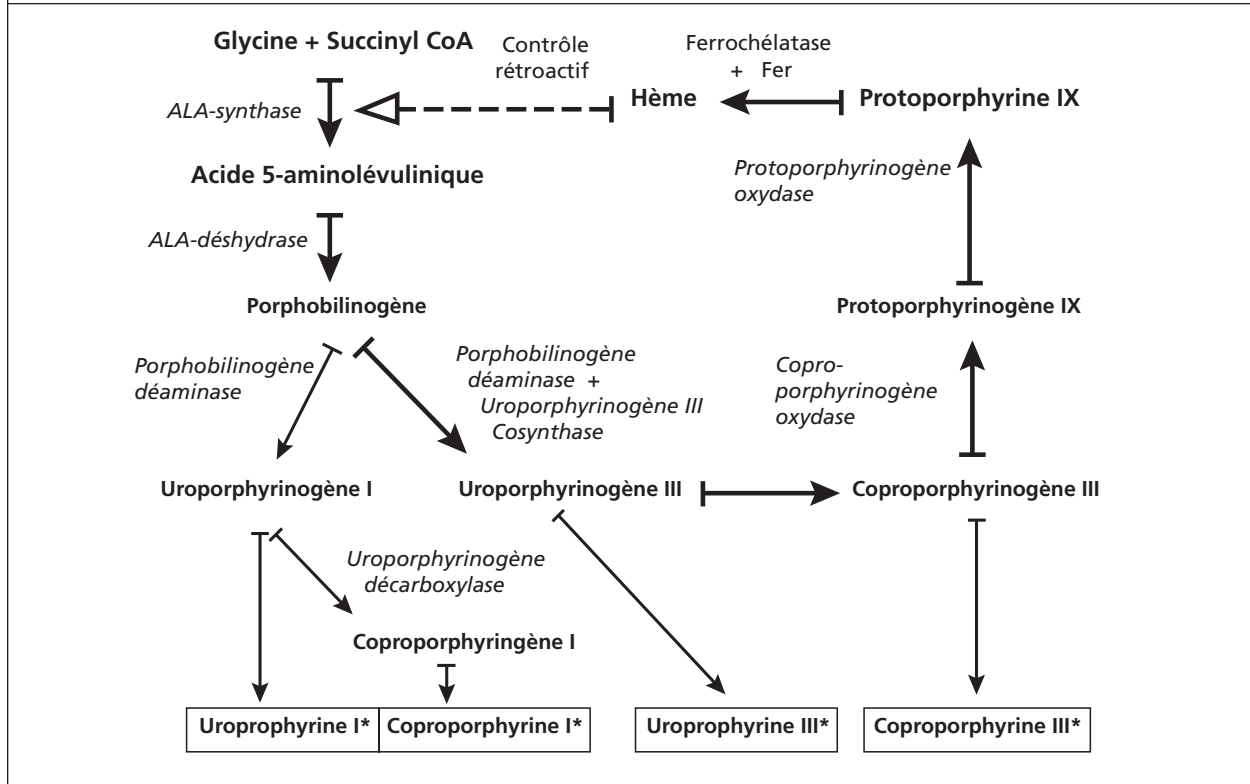 Glycine + Succinyl CoA
Contrôle
rétroactif
Ferrochélatase
+ Fer
ALA-synthase
Hème
Protoporphyrine IX
Acide 5-aminolévulinique
Protoporphyrinogène
oxydase
ALA-déshydrase
Porphobilinogène
Protoporphyrinogène IX
Porphobilinogène
déaminase
Porphobilinogène
déaminase +
Uroporphyrinogène III
Cosynthase
Copro-
porphyrinogène
oxydase
Uroporphyrinogène I
Uroporphyrinogène III
Coproporphyrinogène III
Uroporphyrinogène
décarboxylase
Coproporphyringène I
Uroprophyrine I*
Coproporphyrine I*
Uroprophyrine III*
Coproporphyrine III*